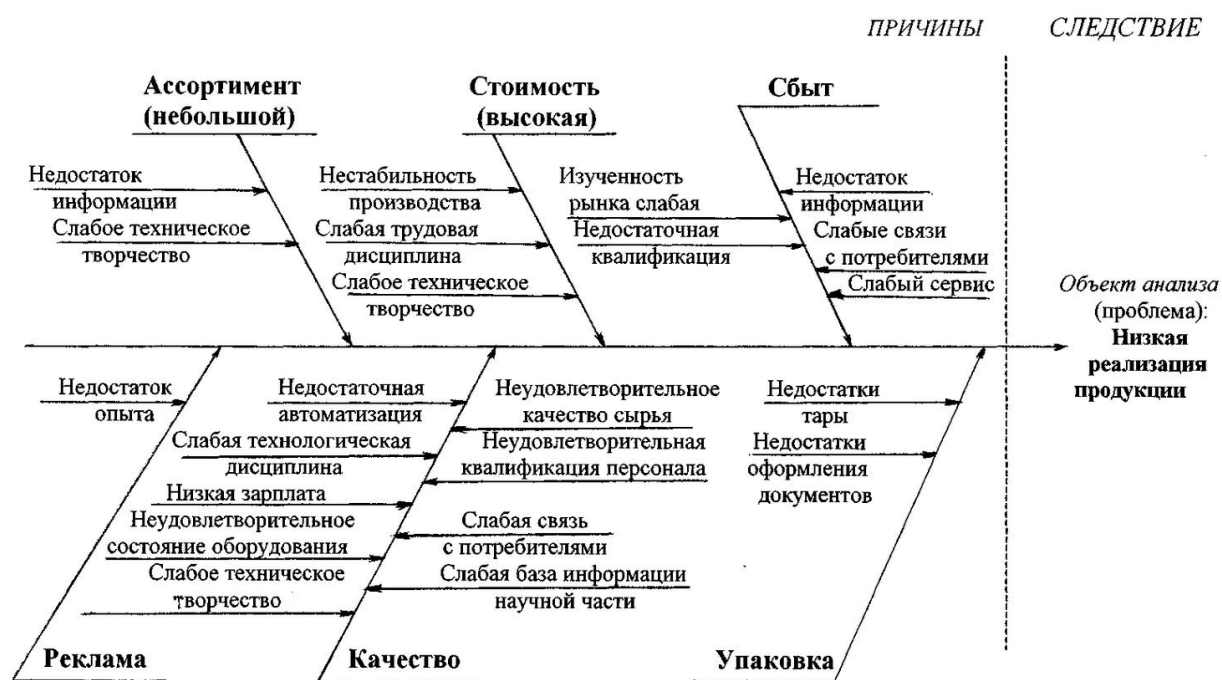 ПРИЧИНЫ
СЛЕДСТВИЕ
Ассортимент
(небольшой)
Недостаток
информации
Слабое техническое
творчество
Стоимость
(высокая)
Нестабильность
производства
Слабая трудовая
дисциплина
Слабое техническое
творчество
Сбыт
Изученность
рынка слабая
Недостаточная
квалификация
Недостаток
информации
Слабые связи
с потребителями
Слабый сервис
Объект анализа
(проблема):
Низкая
реализация
продукции
Недостаток
опыта
Реклама
Недостаточная
автоматизация
Слабая технологическая
дисциплина
Низкая зарплата
Неудовлетворительное
состояние оборудования
Слабое техническое
творчество
Неудовлетворительное
качество сырья
Неудовлетворительная
квалификация персонала
Слабая связь
с потребителями
Слабая база информации
научной части
Качество
Недостатки
тары
Недостатки
оформления
документов
Упаковка